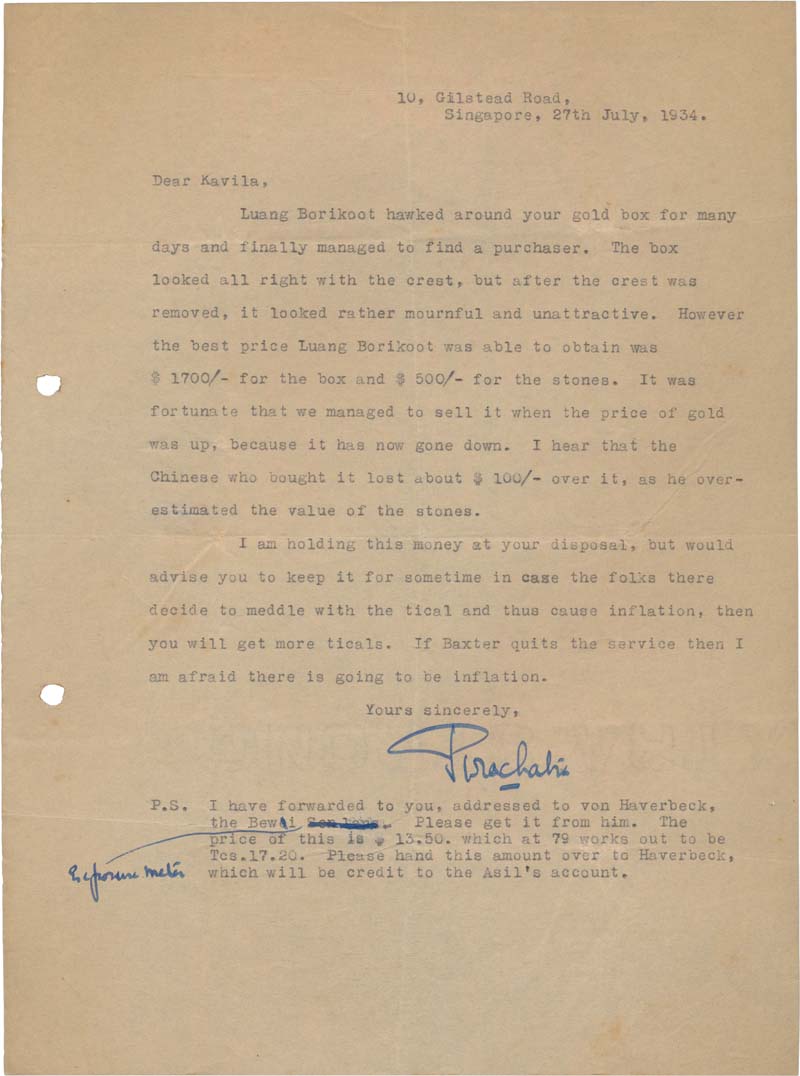 10, Gilstead Road,
Singapore, 27th July, 1934.
Dear Kavila,
Luang Borikoot hawked around your gold box for many
days and finally managed to find a purchaser. The box
looked all right with the crest, but after the crest was
removed, it looked rather mournful and unattractive. However
the best price Luang Borikoot was able to obtain was
$ 1700/- for the box and $ 500/- for the stones. It was
fortunate that we managed to sell it when the price of gold
was up, because it has now gone down. I hear that the
Chinese who bought it lost about $ 100/- over it, as he over-
estimated the value of the stones.
I am holding this money at your disposal, but would
advise you to keep it for sometime in case the folks there
decide to meddle with the tical and thus cause inflation, then
you will get more ticals. If Baxter quits the service then I
am afraid there is going to be inflation.
Yours sincerely,
Purachatra
P.S. I have forwarded to you, addressed to von Haverbeck,
the Bewi Please get it from him. The
price of this is $ 13.50. which at 79 works out to be
Tcs.17.20. Please hand this amount over to Haverbeck,
Exposure meter
which will be credit to the Asil's account.